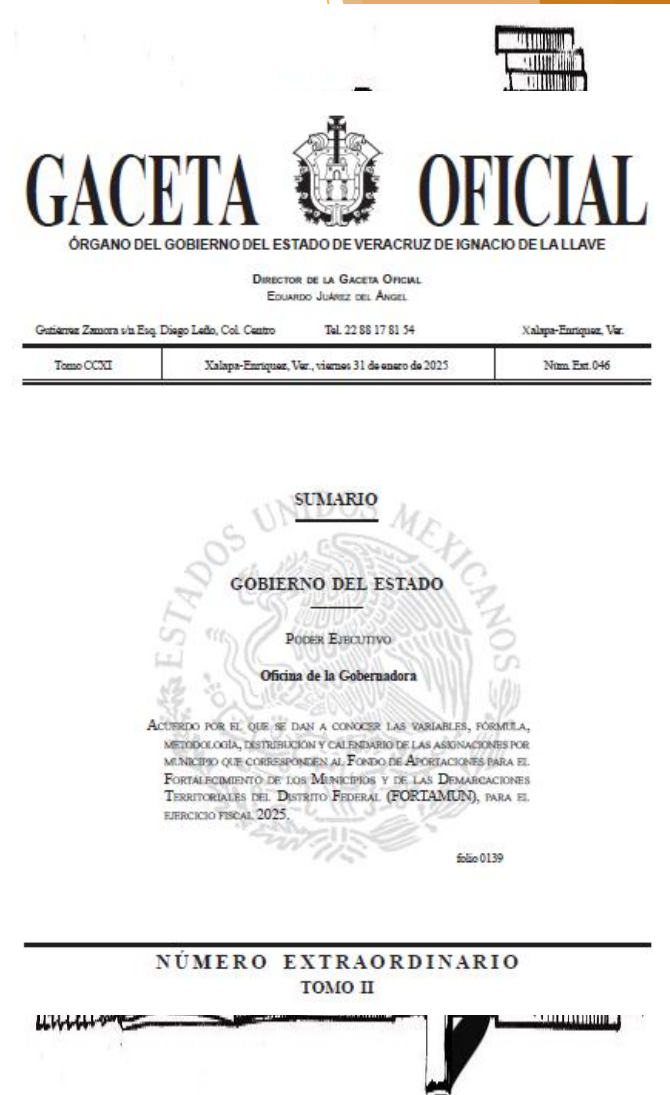 GACETA OFICIAL
ÓRGANO DEL GOBIERNO DEL ESTADO DE VERACRUZ DE IGNACIO DE LA LLAVE
DIRECTOR DE LA GACETA OFICIAL
EDUARDO JUÁREZ DEL ÁNGEL
Gutiérrez Zamora s/n Esq. Diego Leño, Col. Centro Tel. 22 88 17 81 54 Xalapa-Enríquez, Ver.
Tomo CCXI Xalapa-Enríquez, Ver., viernes 31 de enero de 2025 Núm. Ext. 046
SUMARIO
ESTADOS UNIDOS MEXICANOS
GOBIERNO DEL ESTADO
PODER EJECUTIVO
Oficina de la Gobernadora
ACUERDO POR EL QUE SE DAN A CONOCER LAS VARIABLES, FÓRMULA,
METODOLOGÍA, DISTRIBUCIÓN Y CALENDARIO DE LAS ASIGNACIONES POR
MUNICIPIO QUE CORRESPONDEN AL FONDO DE APORTACIONES PARA EL
FORTALECIMIENTO DE LOS MUNICIPIOS Y DE LAS DEMARCACIONES
TERRITORIALES DEL DISTRITO FEDERAL (FORTAMUN), PARA EL
EJERCICIO FISCAL 2025.
folio 0139
NÚMERO EXTRAORDINARIO
TOMO II